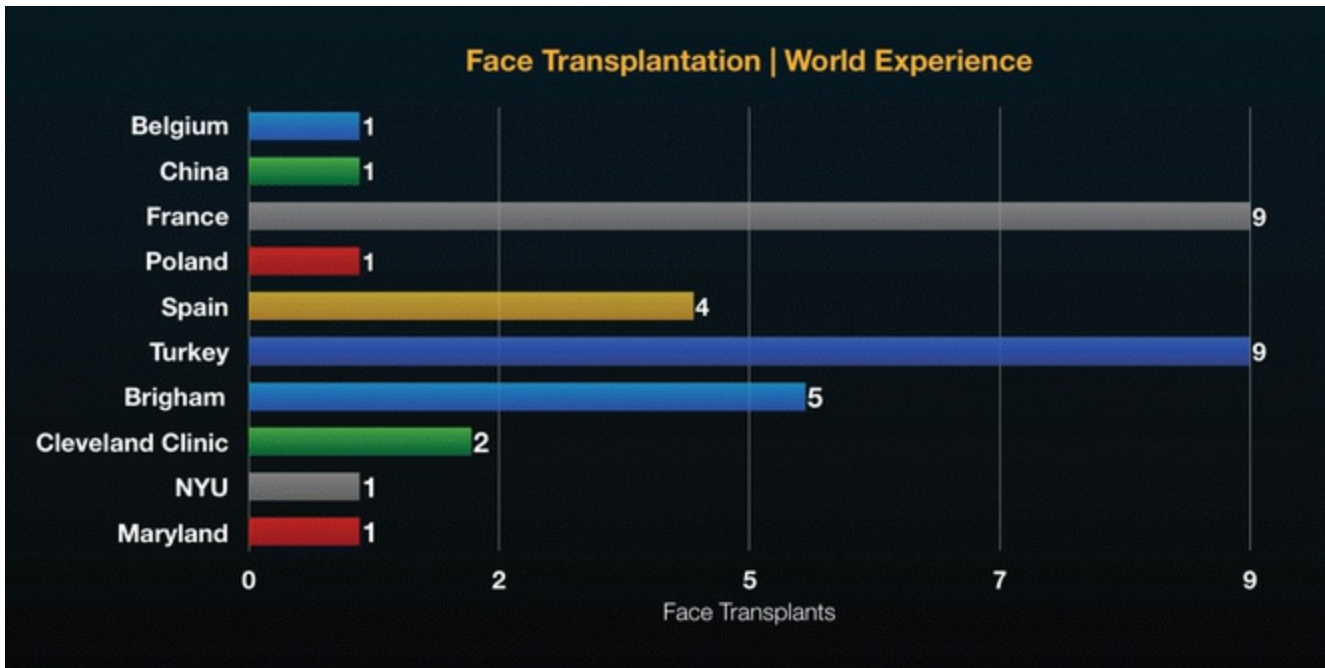 Face Transplantation | World Experience
Belgium 1
China 1
France 9
Poland 1
Spain 4
Turkey 9
Brigham 5
Cleveland Clinic 2
NYU 1
Maryland 1
0 2 5 7 9
Face Transplants